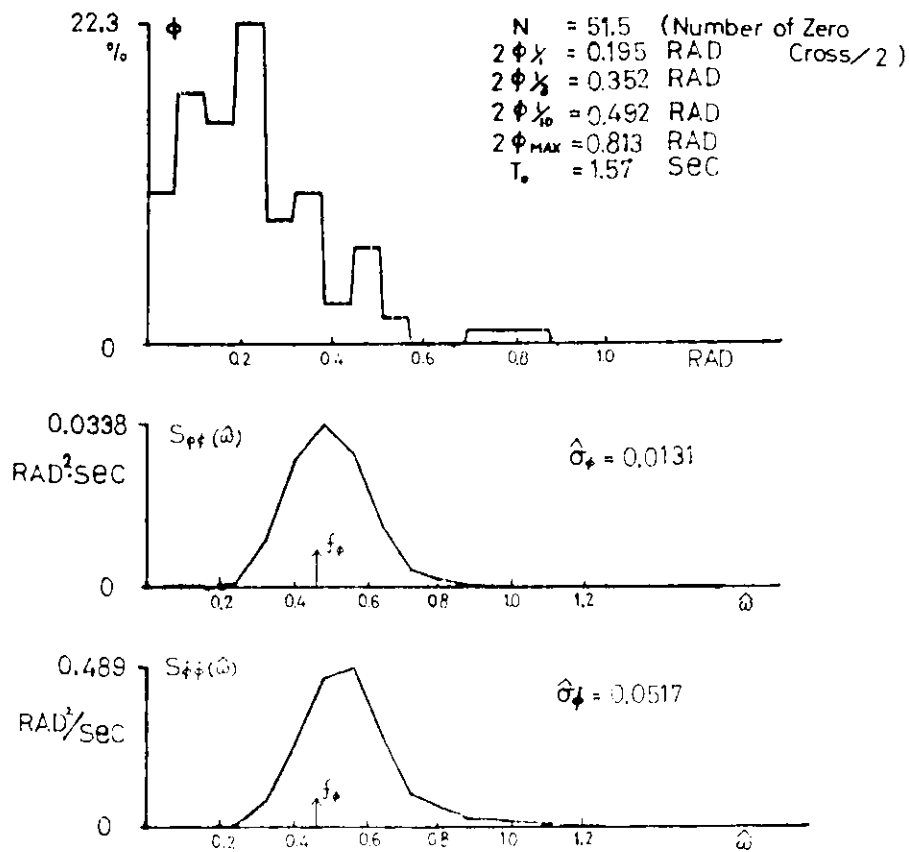 22.3
%
Φ
N = 51.5 (Number of Zero Cross/2)
2Φ1/1 = 0.195 RAD
2Φ1/3 = 0.352 RAD
2Φ1/10 = 0.492 RAD
2ΦMAX = 0.813 RAD
T₀ = 1.57 SEC
0
0.2 0.4 0.6 0.8 1.0 RAD
0.0338
RAD²·SEC
Sϕϕ(ω̂)
σ̂ϕ = 0.0131
fϕ
0
0.2 0.4 0.6 0.8 1.0 1.2 ω̂
0.489
RAD²/SEC
Sϕ̇ϕ̇(ω̂)
σ̂ϕ̇ = 0.0517
fϕ
0
0.2 0.4 0.6 0.8 1.0 1.2 ω̂